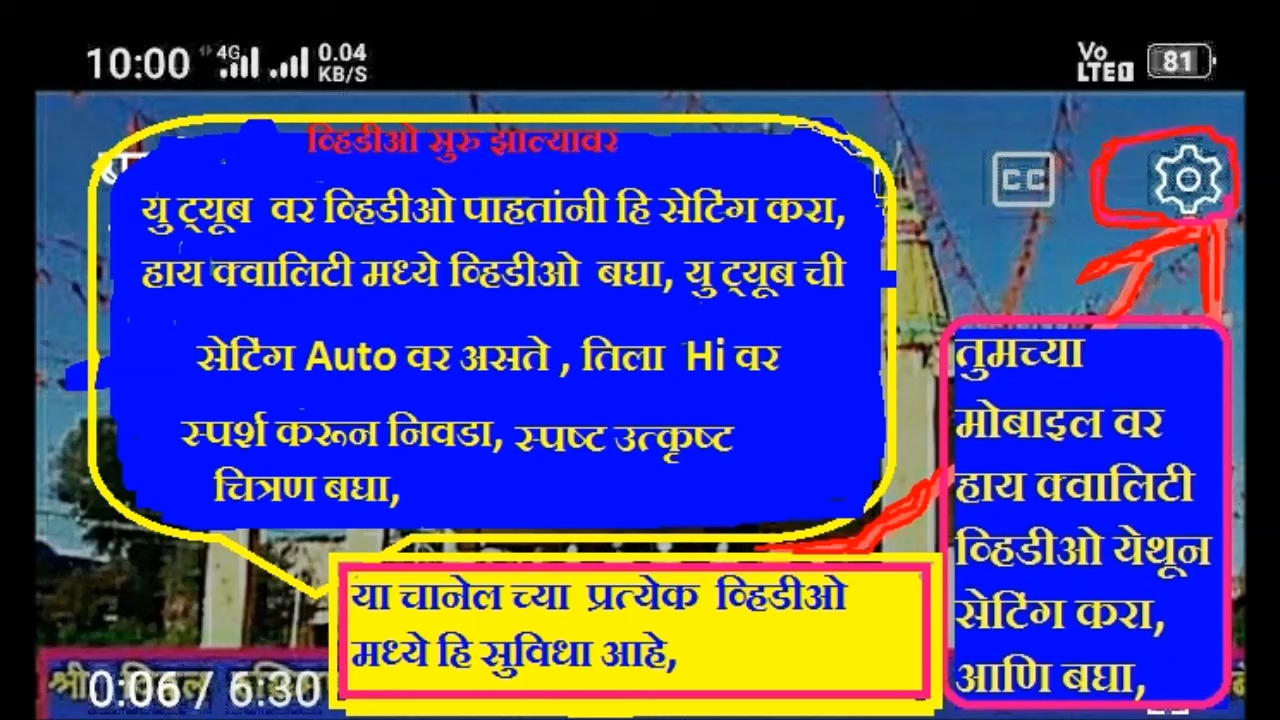 10:00 4G 0.04 KB/S Vo LTE 81
व्हिडीओ सुरु झाल्यावर
यु ट्यूब वर व्हिडीओ पाहतांनी हि सेटिंग करा,
हाय क्वालिटी मध्ये व्हिडीओ बघा, यु ट्यूब ची
सेटिंग Auto वर असते , तिला Hi वर
स्पर्श करून निवडा, स्पष्ट उत्कृष्ट
चित्रण बघा,
CC
तुमच्या
मोबाइल वर
हाय क्वालिटी
व्हिडीओ येथून
सेटिंग करा,
आणि बघा,
या चानेल च्या प्रत्येक व्हिडीओ
मध्ये हि सुविधा आहे,
श्री
0:06 / 6:30